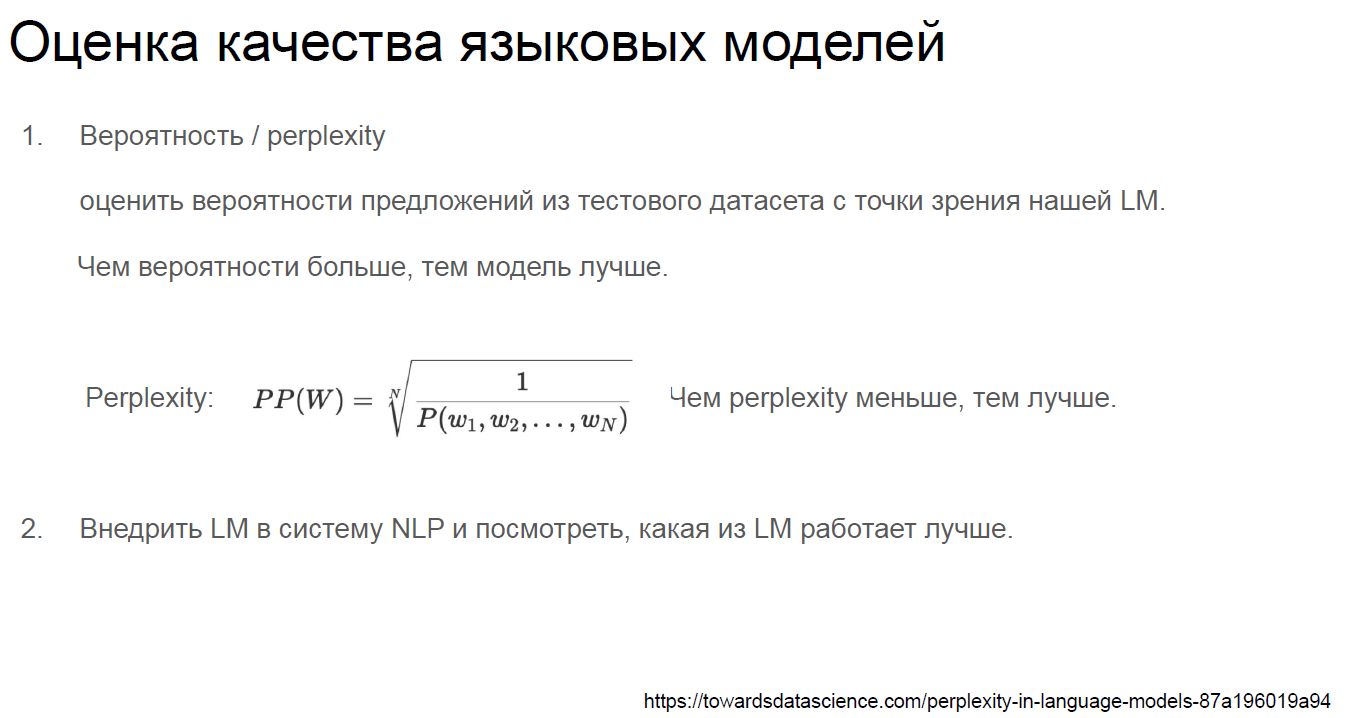 Оценка качества языковых моделей
1. Вероятность / perplexity
оценить вероятности предложений из тестового датасета с точки зрения нашей LM.
Чем вероятности больше, тем модель лучше.
Perplexity: PP(W) = \sqrt[N]{\frac{1}{P(w_1, w_2, \ldots, w_N)}} Чем perplexity меньше, тем лучше.
2. Внедрить LM в систему NLP и посмотреть, какая из LM работает лучше.
https://towardsdatascience.com/perplexity-in-language-models-87a196019a94